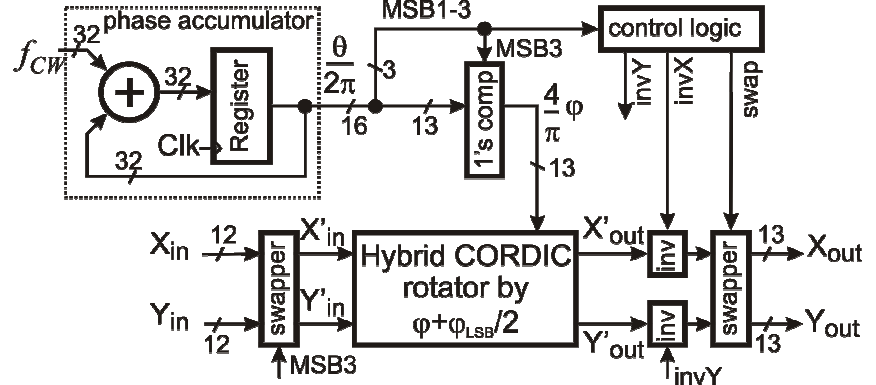 phase accumulator
MSB1-3
control logic
f_CW
32
32
32
32
+
Register
Clk
θ/2π
16
3
13
MSB3
1's comp
4/π φ
13
invY
invX
swap
X_in
12
Y_in
12
swapper
MSB3
X'_in
Y'_in
Hybrid CORDIC
rotator by
φ+φ_LSB/2
X'_out
Y'_out
inv
inv
invY
swapper
13
13
X_out
Y_out